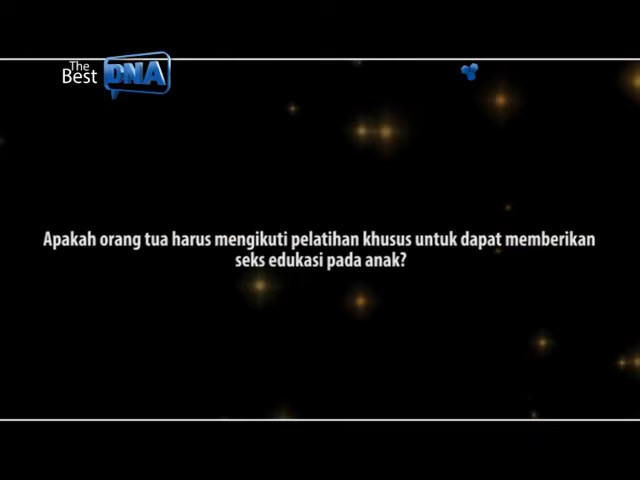 The
Best DNA
Apakah orang tua harus mengikuti pelatihan khusus untuk dapat memberikan
seks edukasi pada anak?